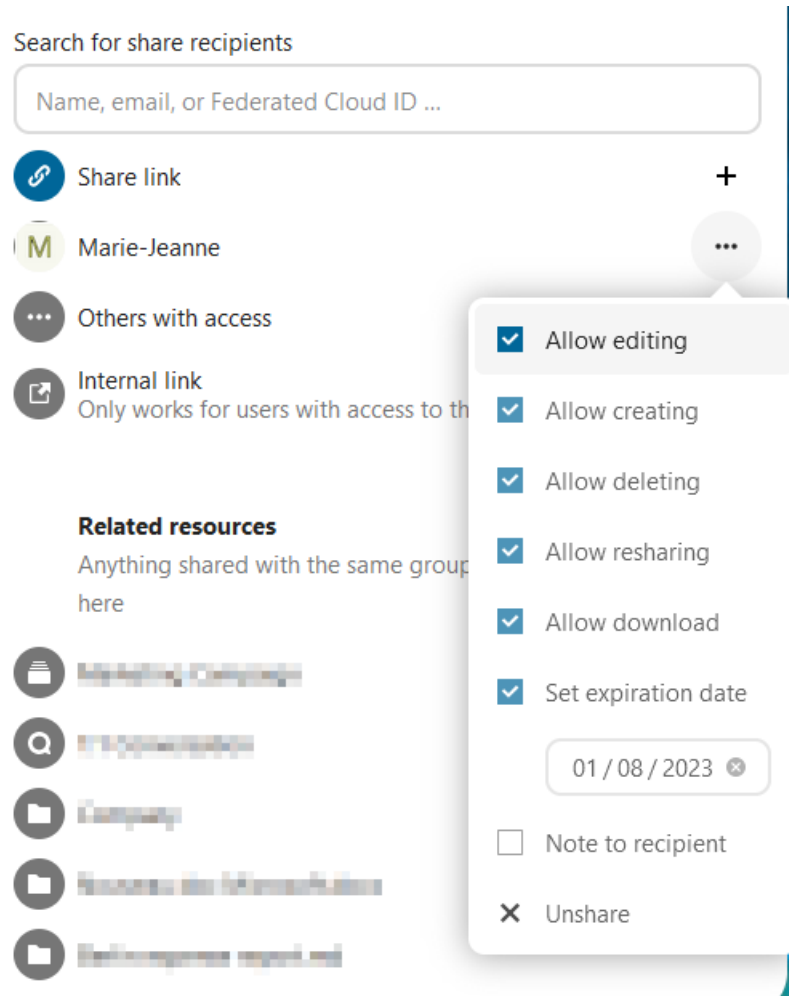 Search for share recipients
Name, email, or Federated Cloud ID ...
Share link
M
Marie-Jeanne
Others with access
Internal link
Only works for users with access to th
Related resources
Anything shared with the same group
here
Allow editing
Allow creating
Allow deleting
Allow resharing
Allow download
Set expiration date
01 / 08 / 2023
Note to recipient
Unshare